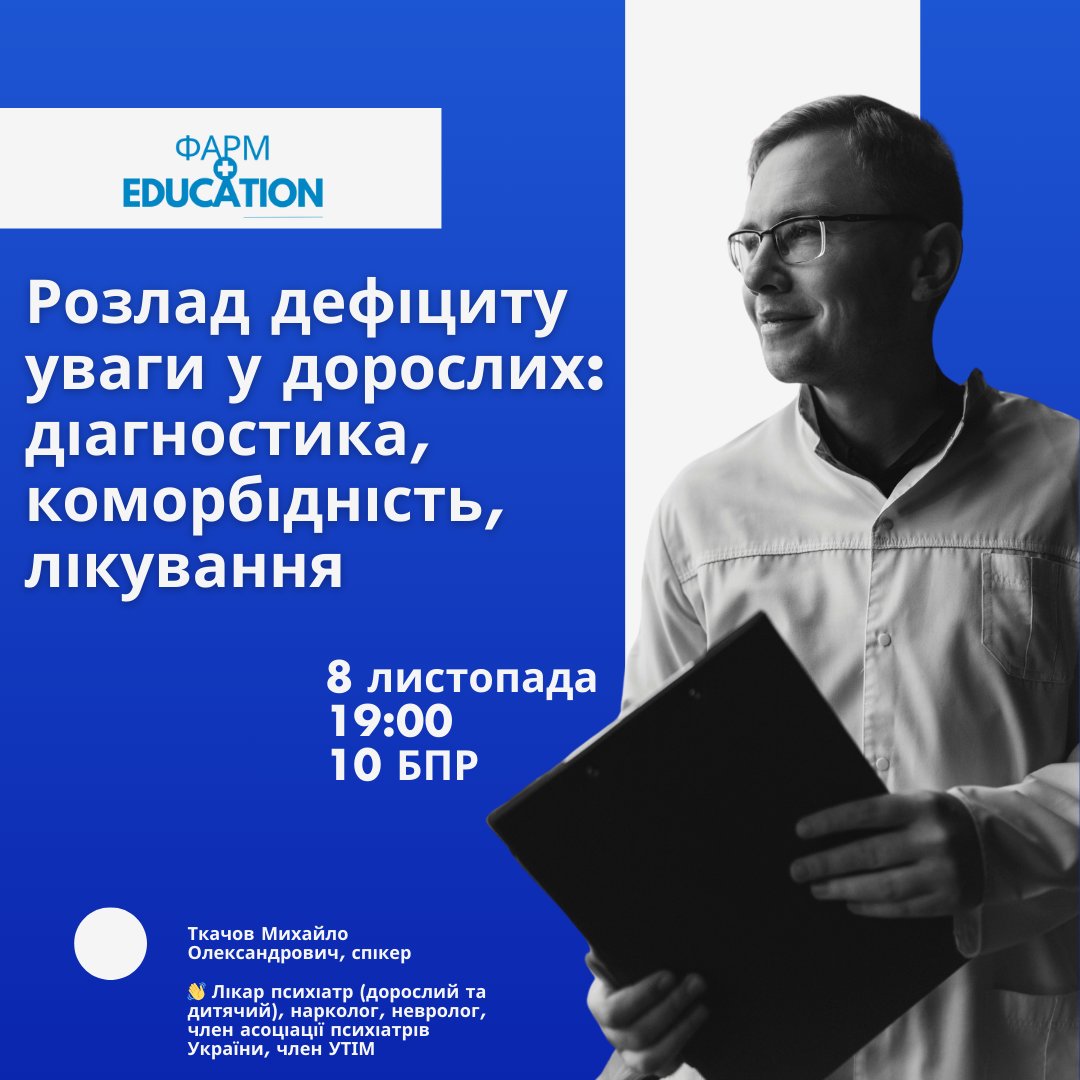 ФАРМ
EDUCATION
Розлад дефіциту
уваги у дорослих:
діагностика,
коморбідність,
лікування
8 листопада
19:00
10 БПР
Ткачов Михайло
Олександрович, спікер
👋 Лікар психіатр (дорослий та
дитячий), нарколог, невролог,
член асоціації психіатрів
України, член УТІМ